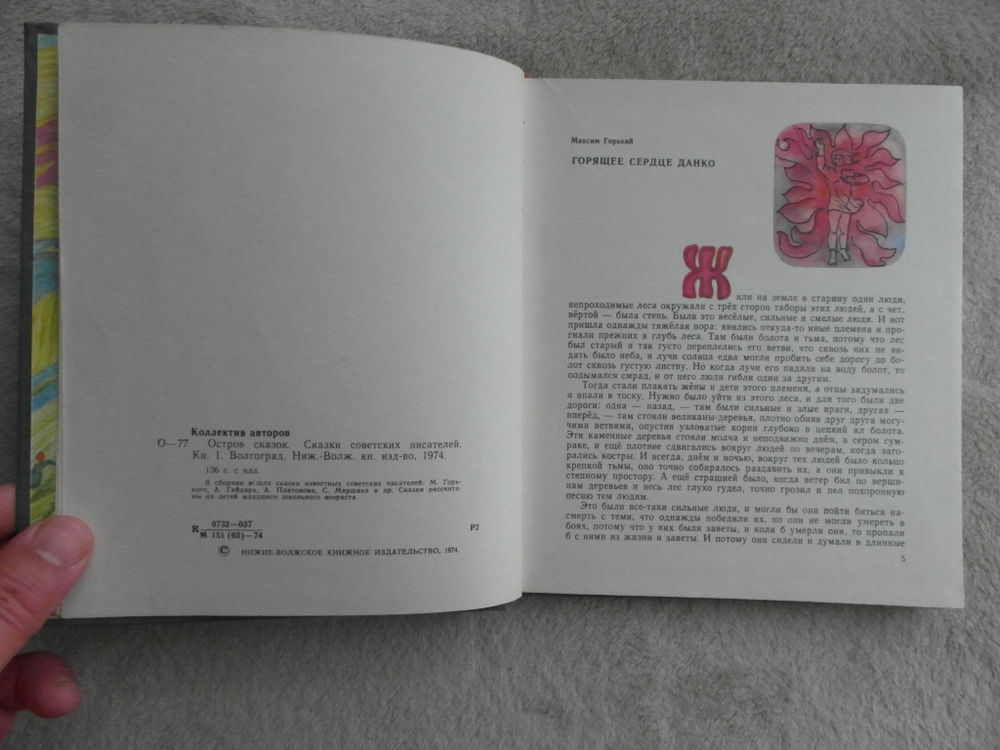 Коллектив авторов
О—77 Остров сказок. Сказки советских писателей.
Кн. 1. Волгоград. Ниж.-Волж. кн. изд-во, 1974.
136 с. с илл.
В сборник вошли сказки известных советских писателей: М. Горь-
кого, А. Гайдара, А. Платонова, С. Маршака и др. Сказки рассчита-
ны на детей младшего школьного возраста.
К 0732—037
М 151 (03)—74 Р2
© НИЖНЕ-ВОЛЖСКОЕ КНИЖНОЕ ИЗДАТЕЛЬСТВО, 1974.
Максим Горький
ГОРЯЩЕЕ СЕРДЦЕ ДАНКО
Жили на земле в старину одни люди,
непроходимые леса окружали с трёх сторон таборы этих людей, а с чет-
вёртой — была степь. Были это весёлые, сильные и смелые люди. И вот
пришла однажды тяжёлая пора: явились откуда-то иные племена и про-
гнали прежних в глубь леса. Там были болота и тьма, потому что лес
был старый и так густо переплелись его ветви, что сквозь них не ви-
дать было неба, и лучи солнца едва могли пробить себе дорогу до бо-
лот сквозь густую листву. Но когда лучи его падали на воду болот, то
подымался смрад, и от него люди гибли один за другим.
Тогда стали плакать жёны и дети этого племени, а отцы задумались
и впали в тоску. Нужно было уйти из этого леса, и для того были две
дороги: одна — назад, — там были сильные и злые враги, другая —
вперёд, — там стояли великаны-деревья, плотно обняв друг друга могу-
чими ветвями, опустив узловатые корни глубоко в цепкий ил болота.
Эти каменные деревья стояли молча и неподвижно днём, в сером сум-
раке, и ещё плотнее сдвигались вокруг людей по вечерам, когда заго-
рались костры. И всегда, днём и ночью, вокруг тех людей было кольцо
крепкой тьмы, оно точно собиралось раздавить их, а они привыкли к
степному простору. А ещё страшней было, когда ветер бил по верши-
нам деревьев и весь лес глухо гудел, точно грозил и пел похоронную
песню тем людям.
Это были все-таки сильные люди, и могли бы они пойти биться на-
смерть с теми, что однажды победили их, но они не могли умереть в
боях, потому что у них были заветы, и коли б умерли они, то пропали
б с ними из жизни и заветы. И потому они сидели и думали в длинные
5